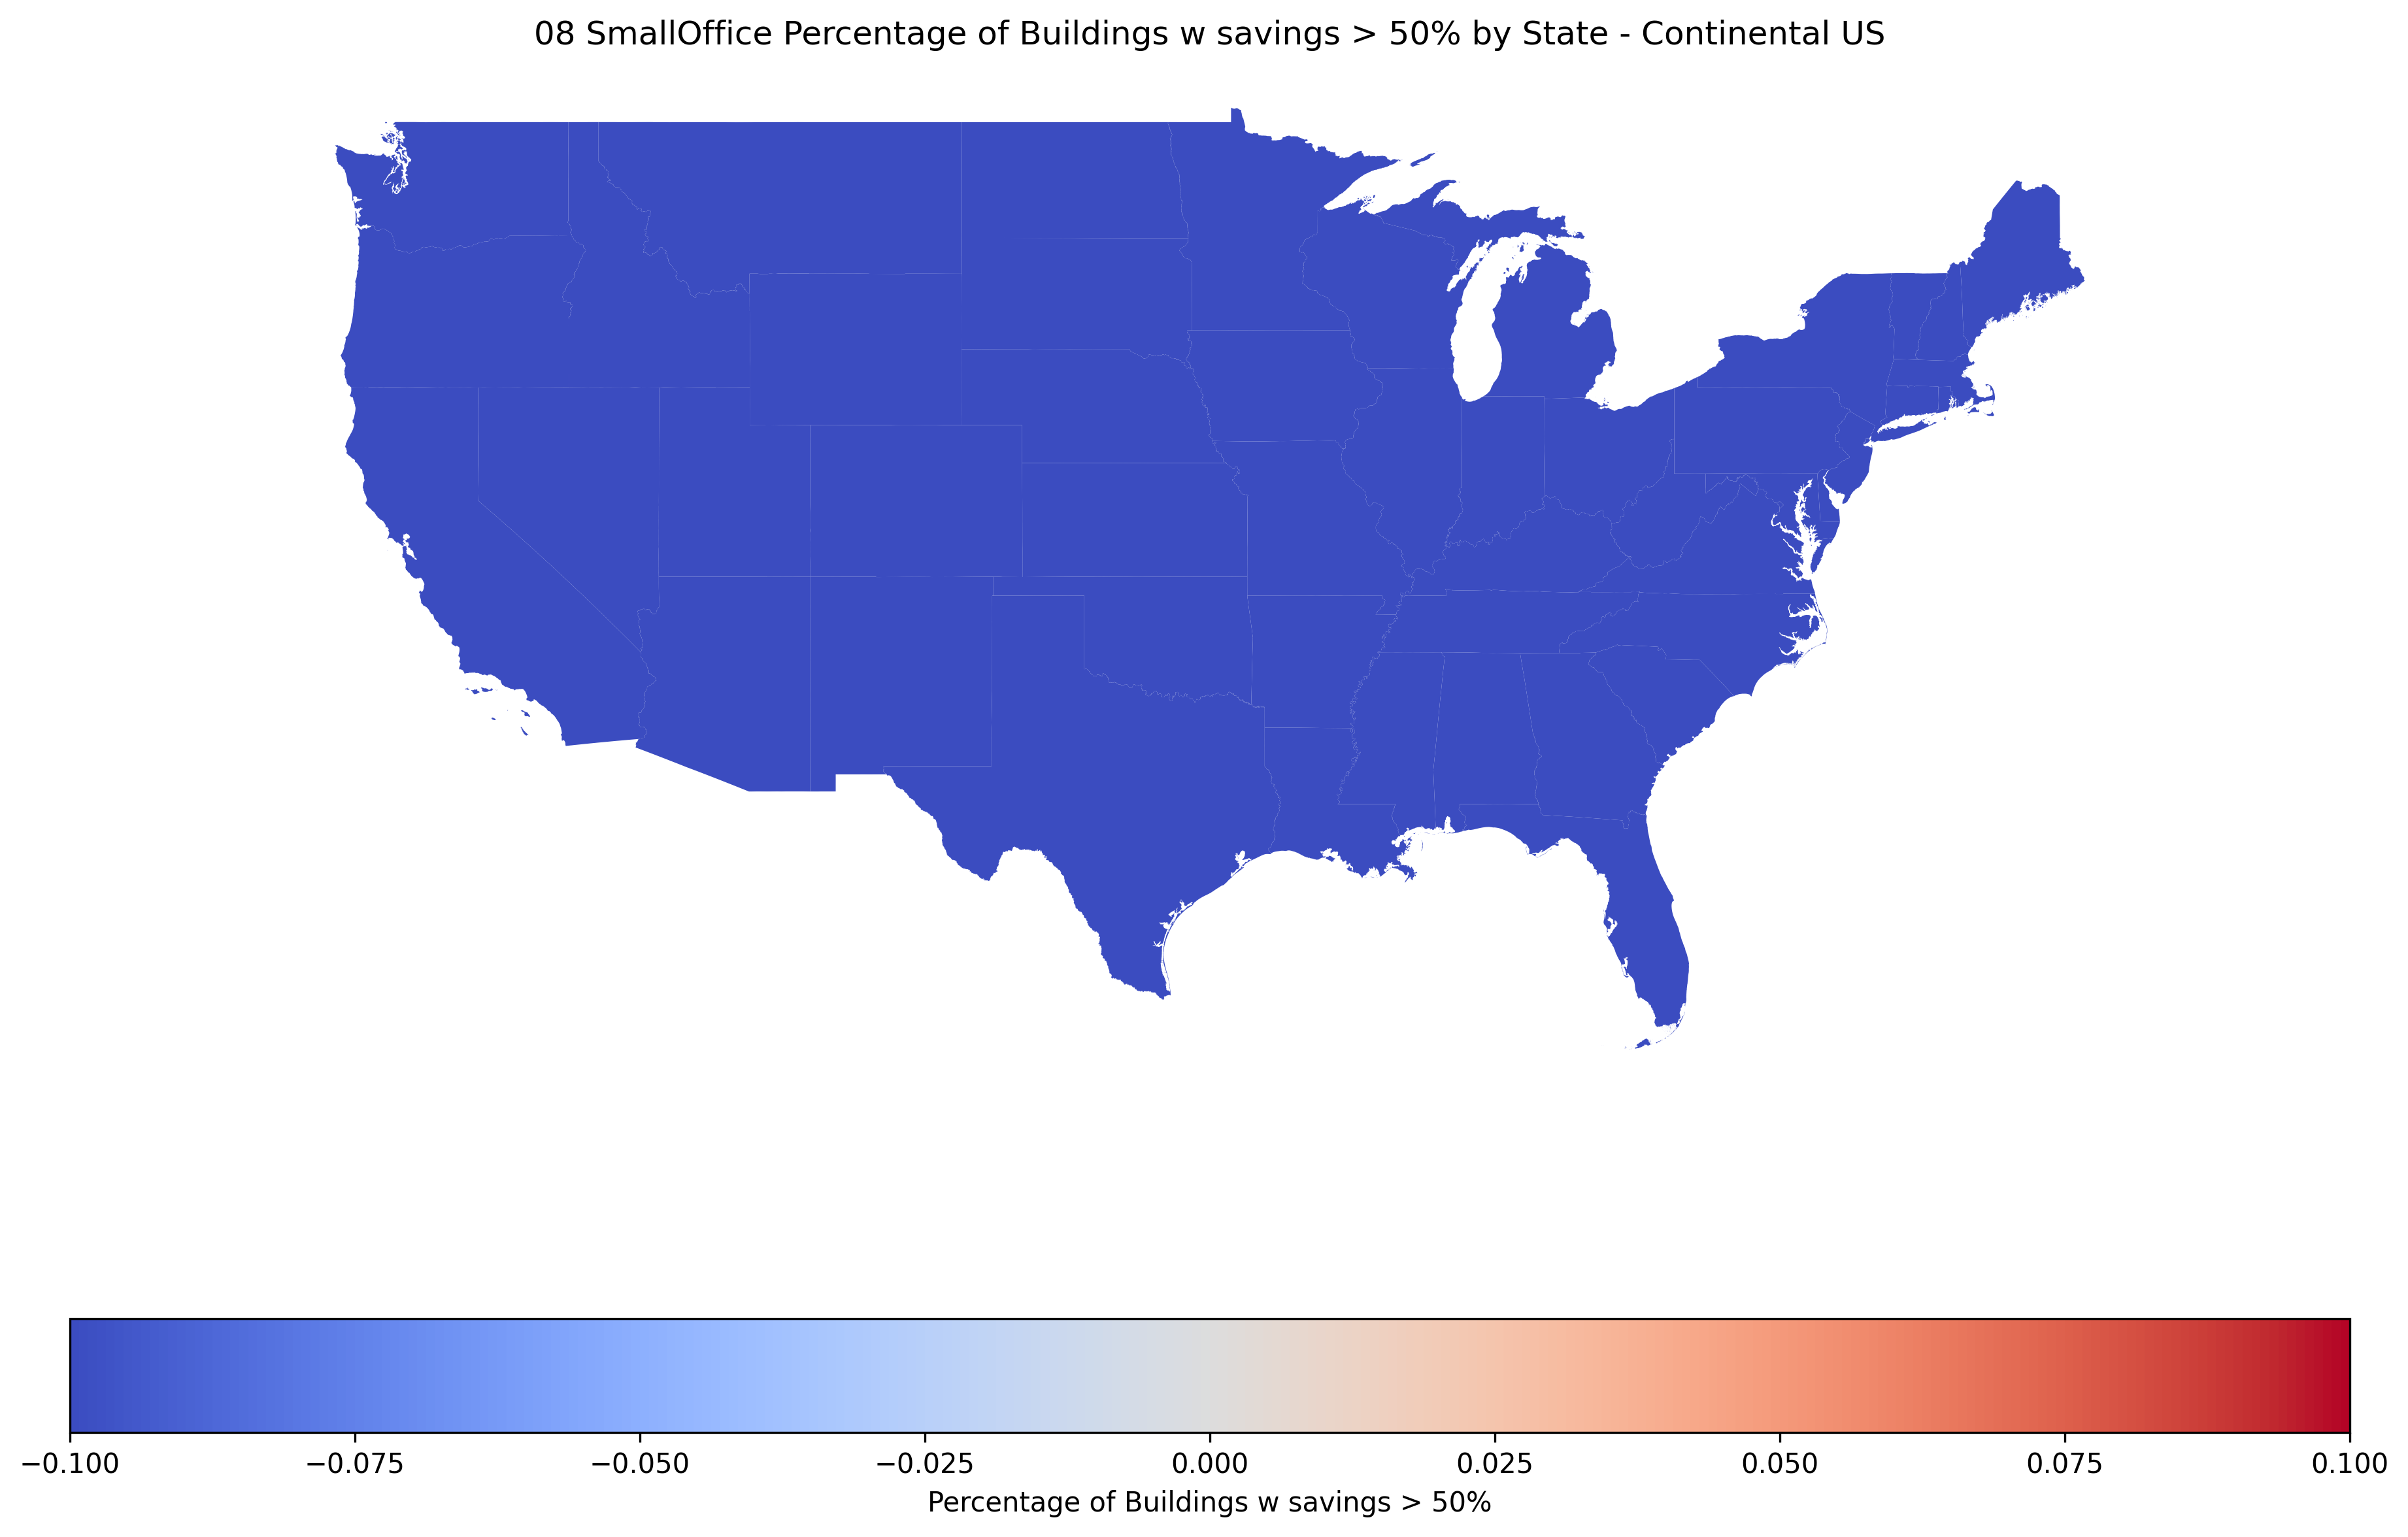 08 SmallOffice Percentage of Buildings w savings > 50% by State - Continental US
−0.100 −0.075 −0.050 −0.025 0.000 0.025 0.050 0.075 0.100
Percentage of Buildings w savings > 50%